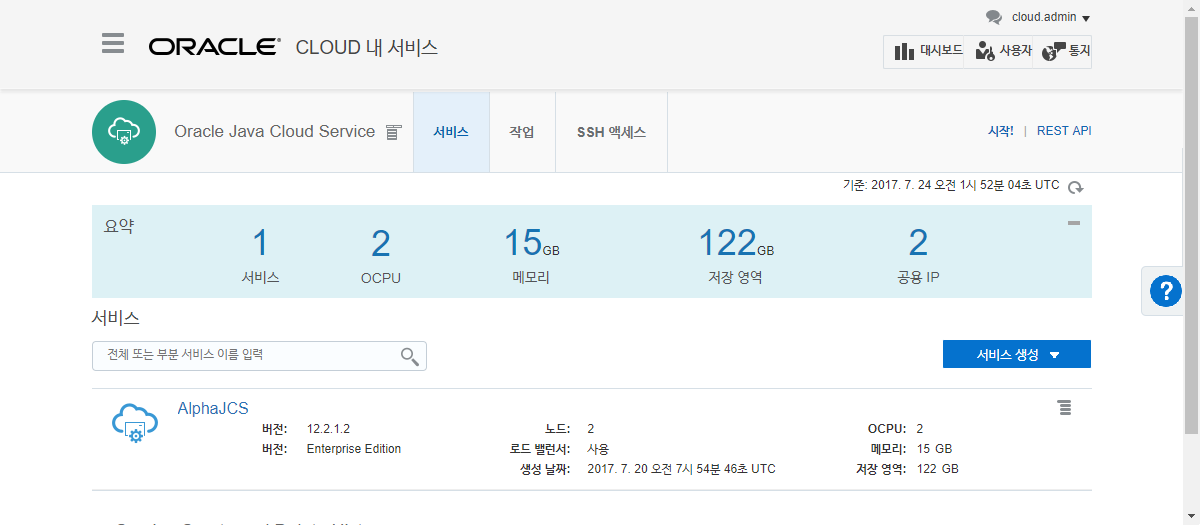 cloud.admin
ORACLE CLOUD 내 서비스
대시보드 사용자 통지
Oracle Java Cloud Service 서비스 작업 SSH 액세스 시작! | REST API
기준: 2017. 7. 24 오전 1시 52분 04초 UTC
요약
1 2 15GB 122GB 2
서비스 OCPU 메모리 저장 영역 공용 IP
서비스
전체 또는 부분 서비스 이름 입력 서비스 생성
AlphaJCS
버전: 12.2.1.2 노드: 2 OCPU: 2
버전: Enterprise Edition 로드 밸런서: 사용 메모리: 15 GB
생성 날짜: 2017. 7. 20 오전 7시 54분 46초 UTC 저장 영역: 122 GB